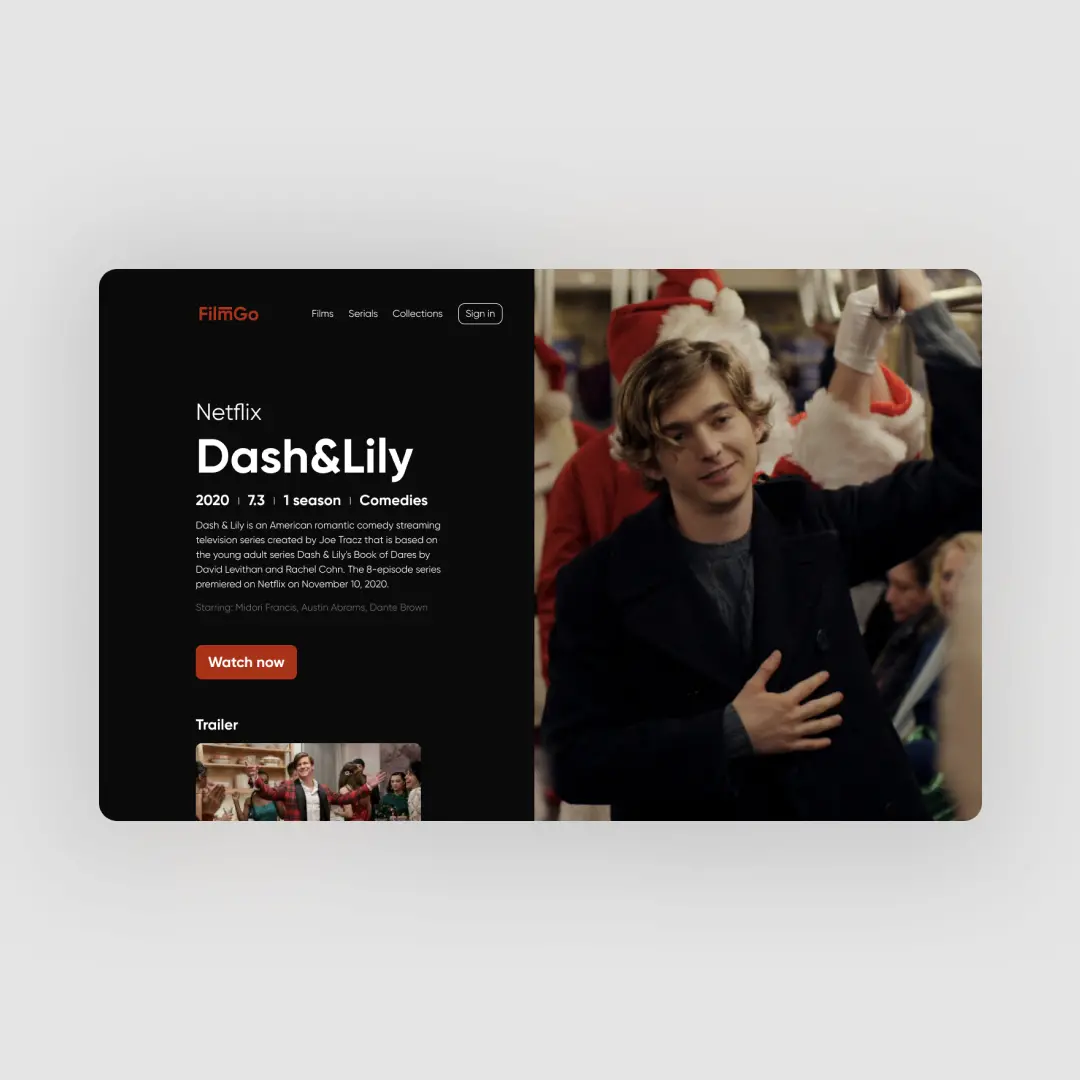 FilmGo
Films Serials Collections Sign in
Netflix
Dash&Lily
2020 | 7.3 | 1 season | Comedies
Dash & Lily is an American romantic comedy streaming
television series created by Joe Tracz that is based on
the young adult series Dash & Lily's Book of Dares by
David Levithan and Rachel Cohn. The 8-episode series
premiered on Netflix on November 10, 2020.
Starring: Midori Francis, Austin Abrams, Dante Brown
Watch now
Trailer